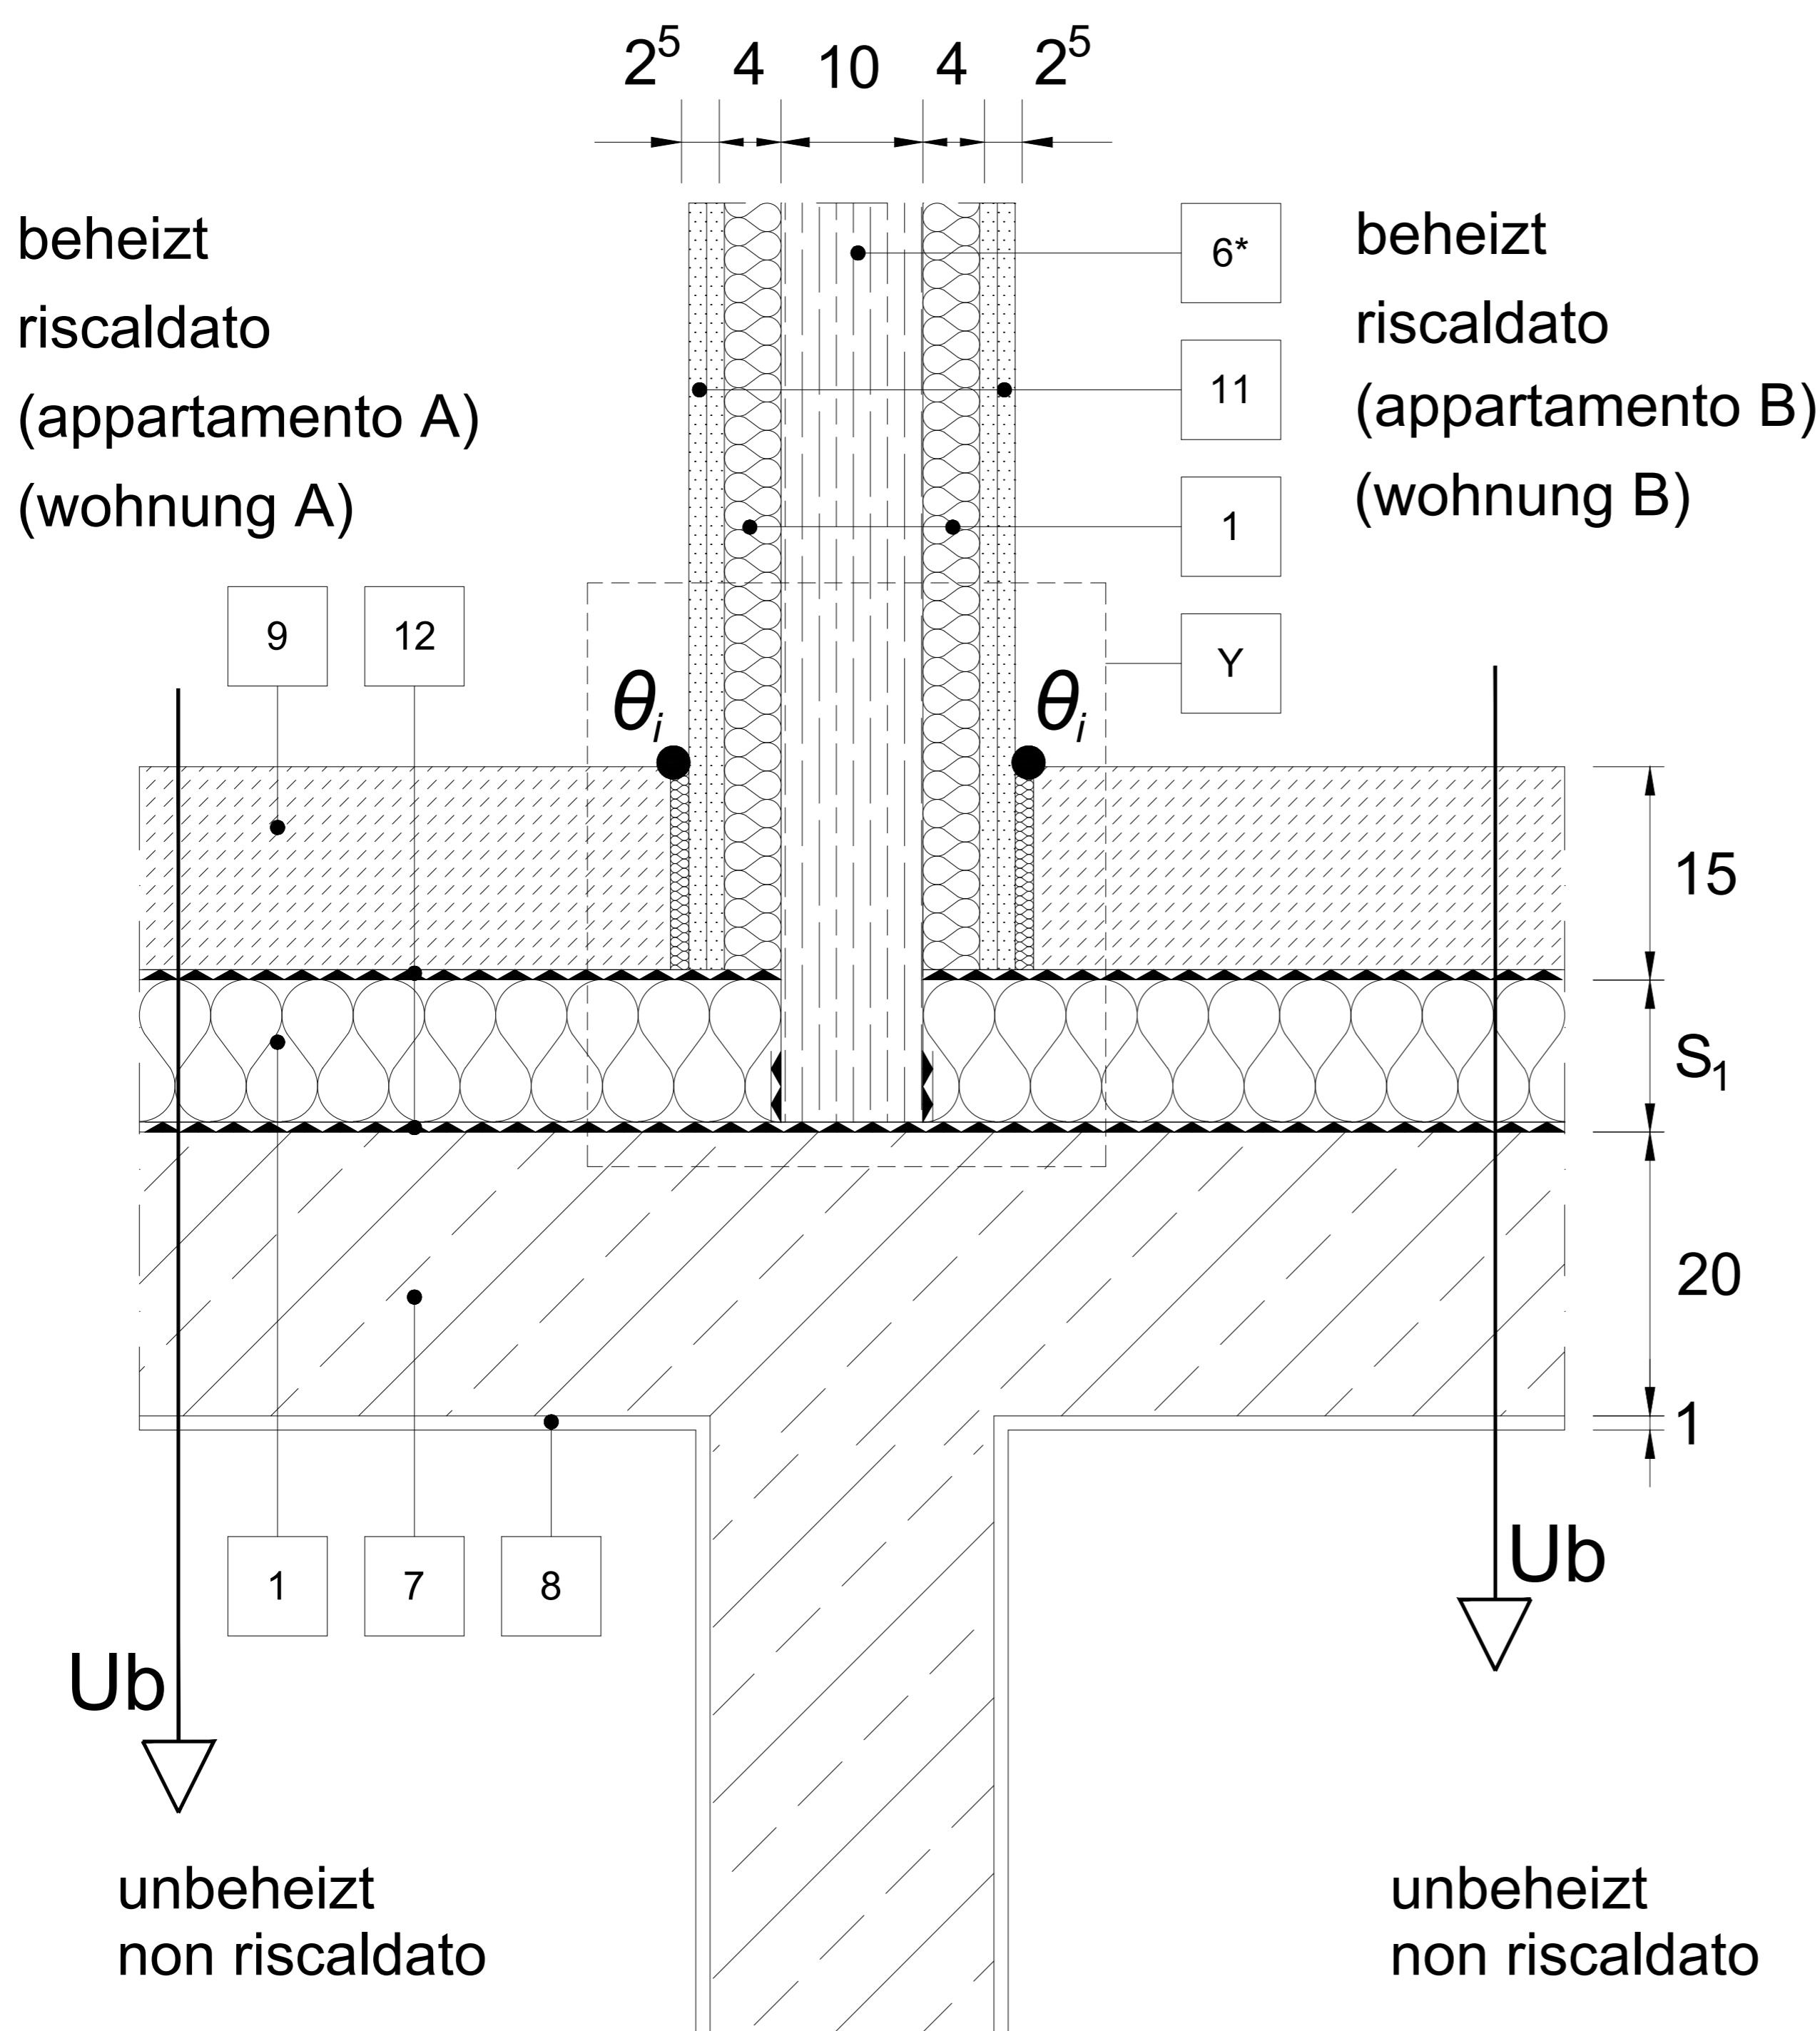 2⁵ 4 10 4 2⁵
beheizt
riscaldato
(appartamento A)
(wohnung A)
beheizt
riscaldato
(appartamento B)
(wohnung B)
6*
11
1
Y
9
12
θi
θi
15
S₁
20
1
1
7
8
Ub
Ub
unbeheizt
non riscaldato
unbeheizt
non riscaldato